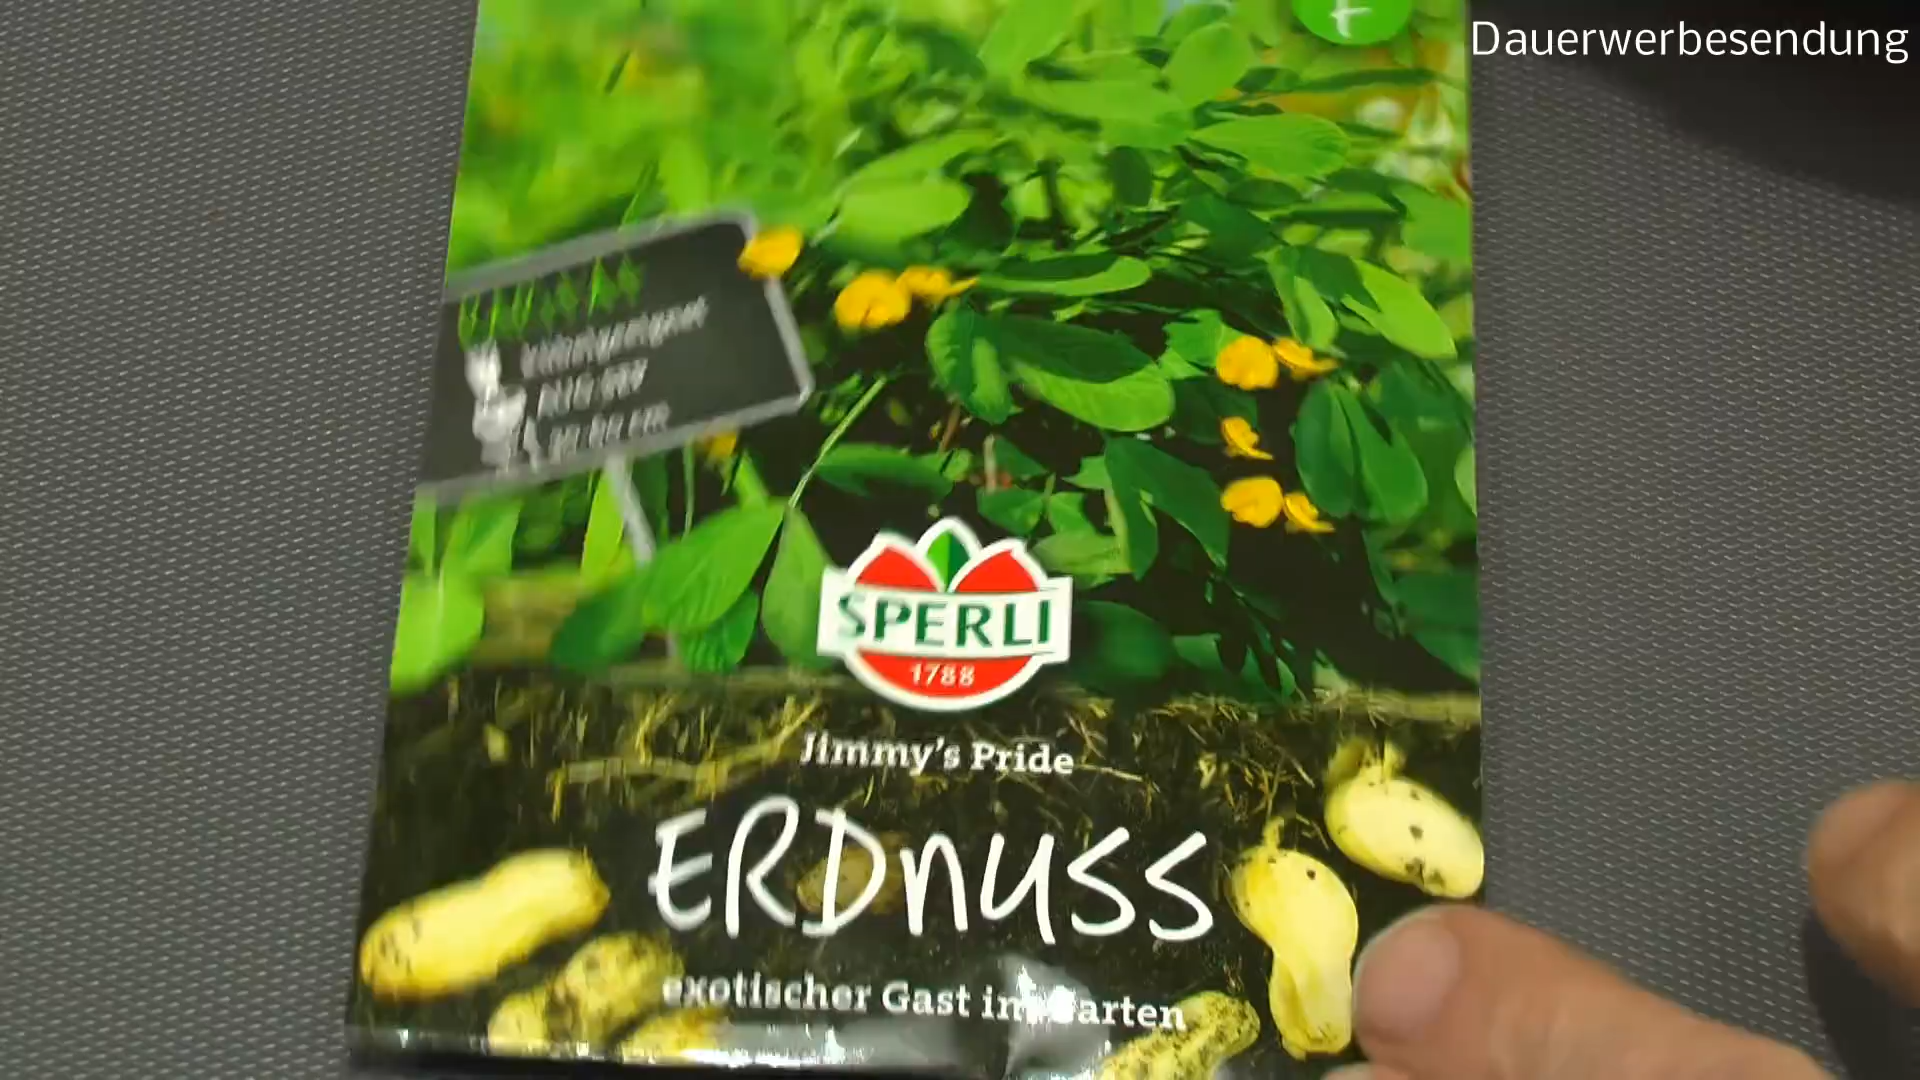 Dauerwerbesendung
SPERLI
1788
Jimmy's Pride
ERDNUSS
exotischer Gast im Garten